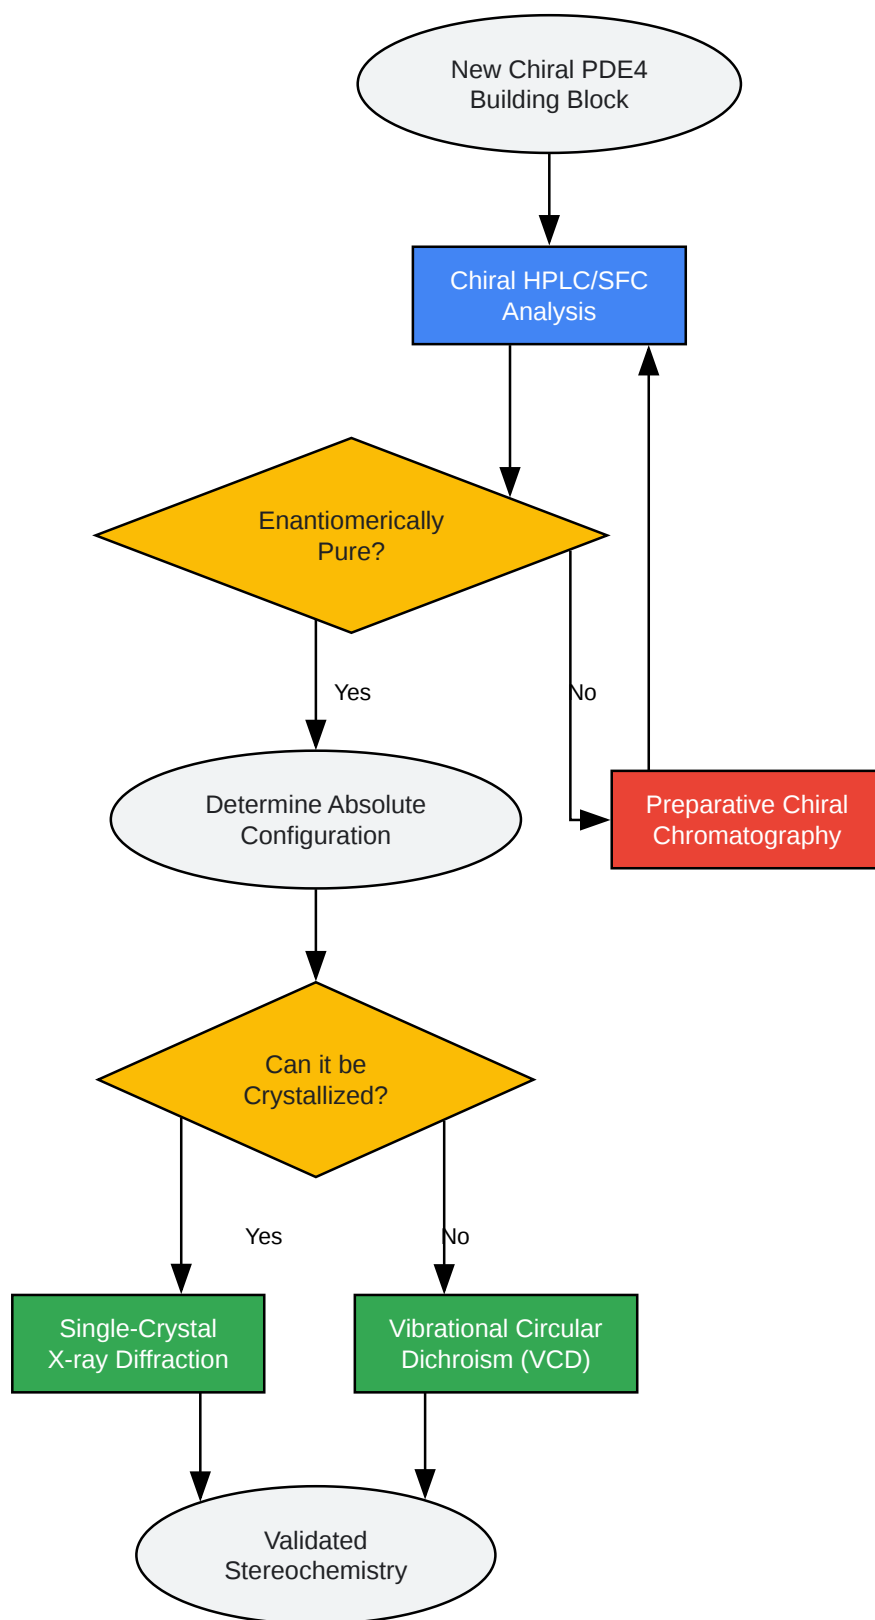 New Chiral PDE4
Building Block
Chiral HPLC/SFC
Analysis
Enantiomerically
Pure?
Yes
No
Determine Absolute
Configuration
Preparative Chiral
Chromatography
Can it be
Crystallized?
Yes
No
Single-Crystal
X-ray Diffraction
Vibrational Circular
Dichroism (VCD)
Validated
Stereochemistry